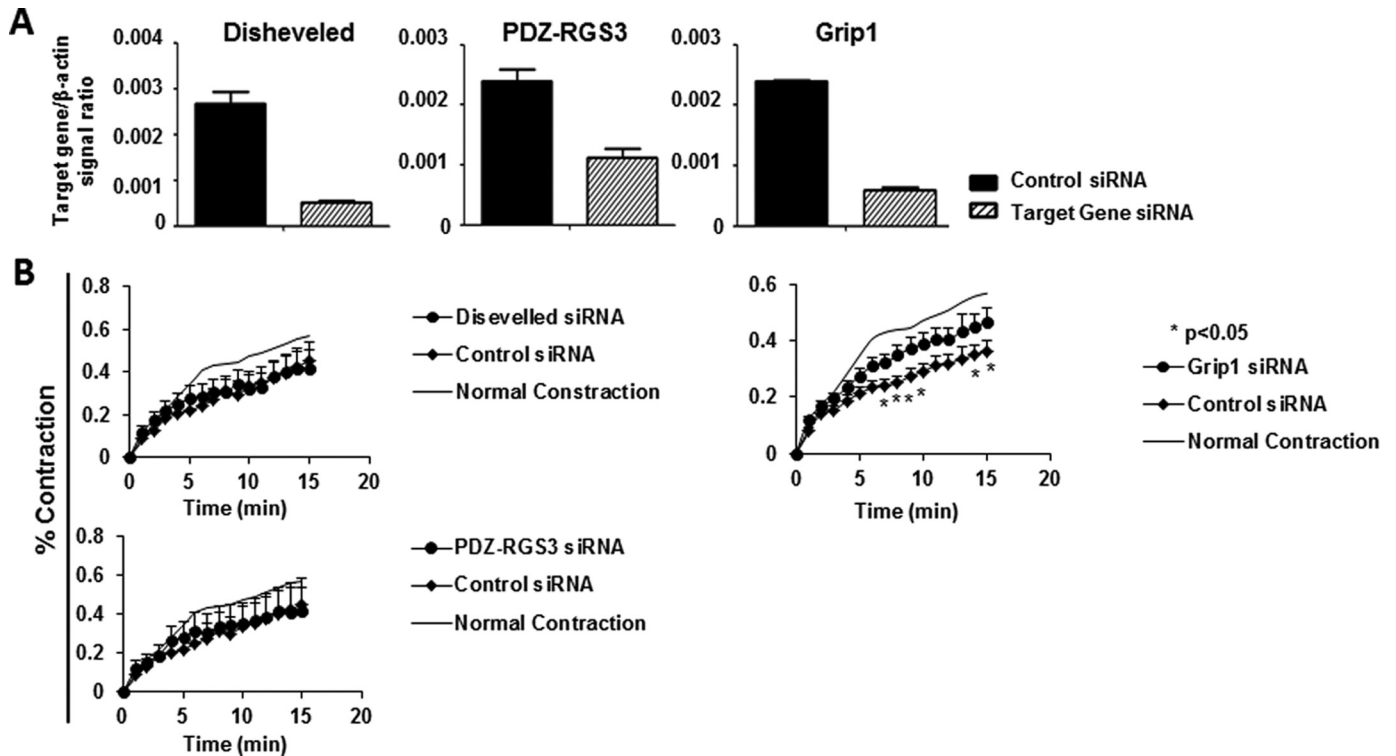 A
Disheveled
PDZ-RGS3
Grip1
Target gene/β-actin
signal ratio
0.004
0.003
0.002
0.001
0
0.003
0.002
0.001
0
0.003
0.002
0.001
0
Control siRNA
Target Gene siRNA
B
% Contraction
0.8
0.6
0.4
0.2
0
0 5 10 15 20
Time (min)
Disevelled siRNA
Control siRNA
Normal Constraction
0.6
0.4
0.2
0
* * * *
* *
0 5 10 15 20
Time (min)
* p<0.05
Grip1 siRNA
Control siRNA
Normal Contraction
0.8
0.6
0.4
0.2
0
0 5 10 15 20
Time (min)
PDZ-RGS3 siRNA
Control siRNA
Normal Contraction